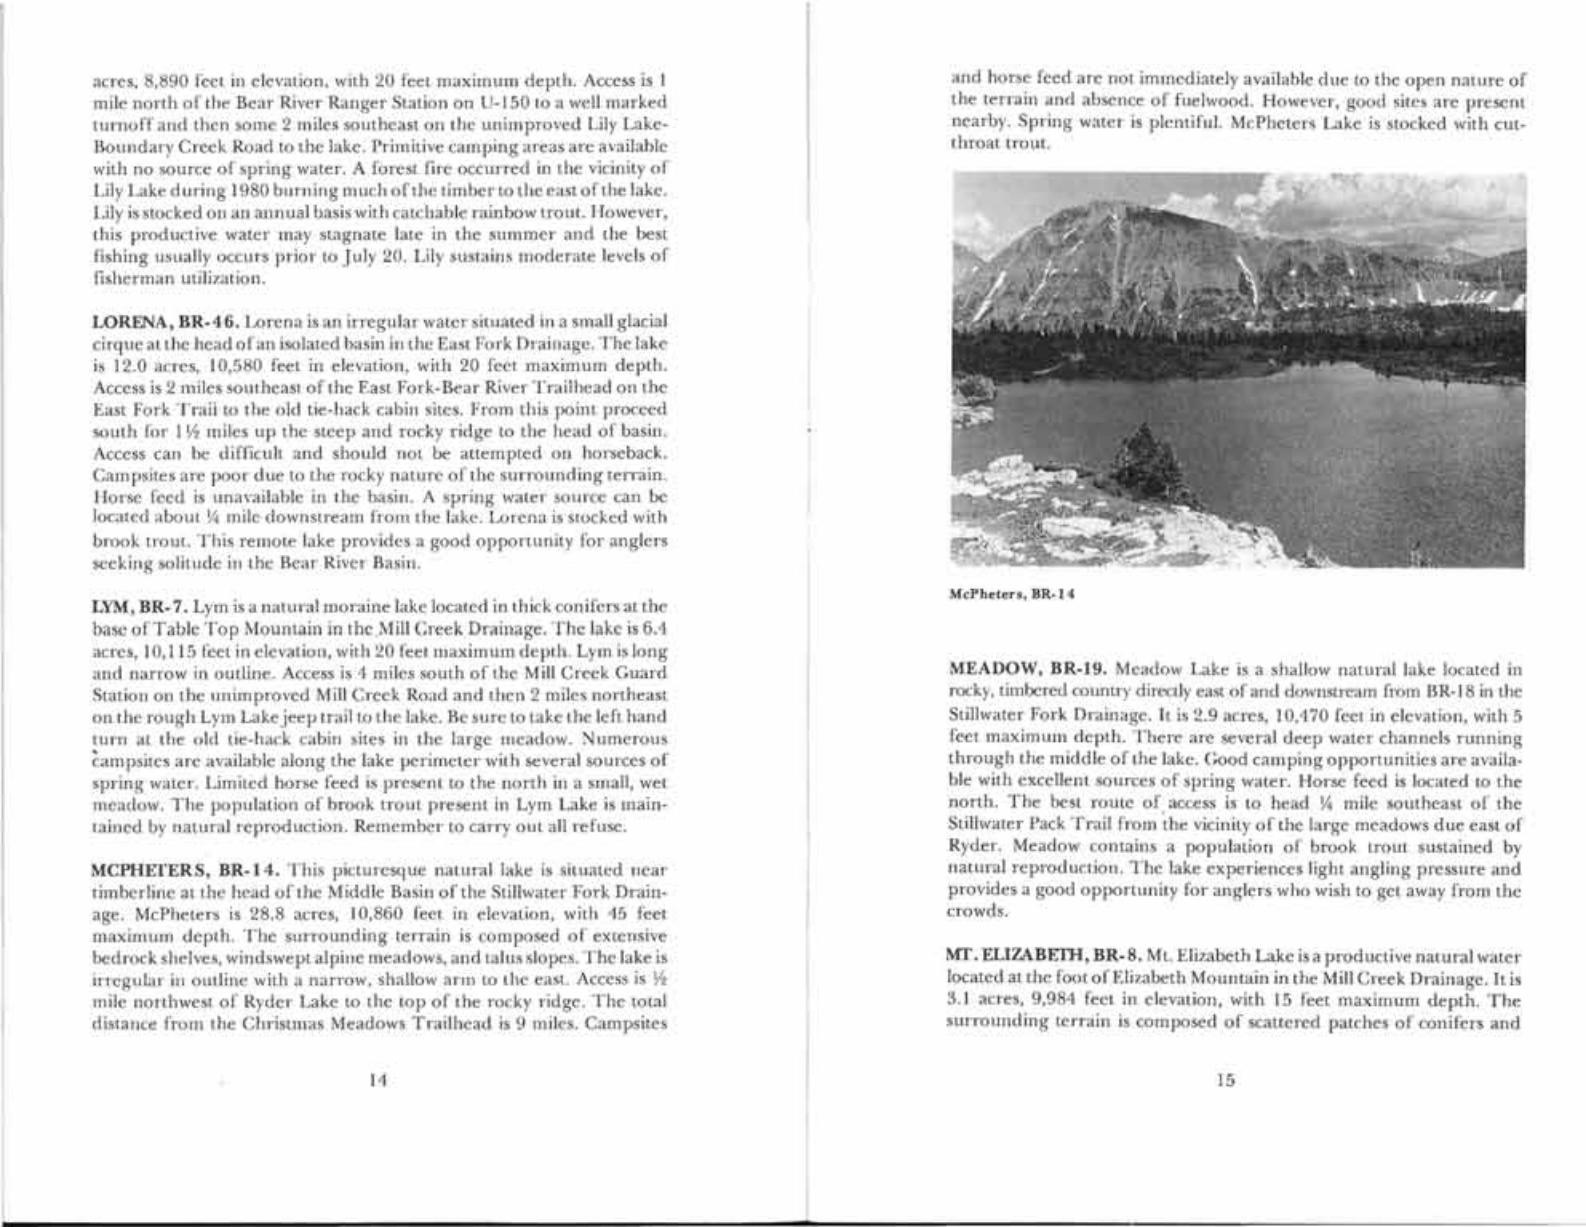 acres, 8,890 feet in elevation, with 20 feet maximum depth. Access is 1
mile north of the Bear River Ranger Station on U-150 to a well marked
turnoff and then some 2 miles southeast on the unimproved Lily Lake-
Boundary Creek Road to the lake. Primitive camping areas are available
with no source of spring water. A forest fire occurred in the vicinity of
Lily Lake during 1980 burning much of the timber to the east of the lake.
Lily is stocked on an annual basis with catchable rainbow trout. However,
this productive water may stagnate late in the summer and the best
fishing usually occurs prior to July 20. Lily sustains moderate levels of
fisherman utilization.
LORENA, BR-46. Lorena is an irregular water situated in a small glacial
cirque at the head of an isolated basin in the East Fork Drainage. The lake
is 12.0 acres, 10,580 feet in elevation, with 20 feet maximum depth.
Access is 2 miles southeast of the East Fork-Bear River Trailhead on the
East Fork Trail to the old tie-hack cabin sites. From this point proceed
south for 1½ miles up the steep and rocky ridge to the head of basin.
Access can be difficult and should not be attempted on horseback.
Campsites are poor due to the rocky nature of the surrounding terrain.
Horse feed is unavailable in the basin. A spring water source can be
located about ¼ mile downstream from the lake. Lorena is stocked with
brook trout. This remote lake provides a good opportunity for anglers
seeking solitude in the Bear River Basin.
LYM, BR-7. Lym is a natural moraine lake located in thick conifers at the
base of Table Top Mountain in the Mill Creek Drainage. The lake is 6.4
acres, 10,115 feet in elevation, with 20 feet maximum depth. Lym is long
and narrow in outline. Access is 4 miles south of the Mill Creek Guard
Station on the unimproved Mill Creek Road and then 2 miles northeast
on the rough Lym Lake jeep trail to the lake. Be sure to take the left hand
turn at the old tie-hack cabin sites in the large meadow. Numerous
campsites are available along the lake perimeter with several sources of
spring water. Limited horse feed is present to the north in a small, wet
meadow. The population of brook trout present in Lym Lake is main-
tained by natural reproduction. Remember to carry out all refuse.
MCPHETERS, BR-14. This picturesque natural lake is situated near
timberline at the head of the Middle Basin of the Stillwater Fork Drain-
age. McPheters is 28.8 acres, 10,860 feet in elevation, with 45 feet
maximum depth. The surrounding terrain is composed of extensive
bedrock shelves, windswept alpine meadows, and talus slopes. The lake is
irregular in outline with a narrow, shallow arm to the east. Access is ½
mile northwest of Ryder Lake to the top of the rocky ridge. The total
distance from the Christmas Meadows Trailhead is 9 miles. Campsites
14
and horse feed are not immediately available due to the open nature of
the terrain and absence of fuelwood. However, good sites are present
nearby. Spring water is plentiful. McPheters Lake is stocked with cut-
throat trout.
McPheters, BR-14
MEADOW, BR-19. Meadow Lake is a shallow natural lake located in
rocky, timbered country directly east of and downstream from BR-18 in the
Stillwater Fork Drainage. It is 2.9 acres, 10,470 feet in elevation, with 5
feet maximum depth. There are several deep water channels running
through the middle of the lake. Good camping opportunities are availa-
ble with excellent sources of spring water. Horse feed is located to the
north. The best route of access is to head ¼ mile southeast of the
Stillwater Pack Trail from the vicinity of the large meadows due east of
Ryder. Meadow contains a population of brook trout sustained by
natural reproduction. The lake experiences light angling pressure and
provides a good opportunity for anglers who wish to get away from the
crowds.
MT. ELIZABETH, BR-8. Mt. Elizabeth Lake is a productive natural water
located at the foot of Elizabeth Mountain in the Mill Creek Drainage. It is
3.1 acres, 9,984 feet in elevation, with 15 feet maximum depth. The
surrounding terrain is composed of scattered patches of conifers and
15